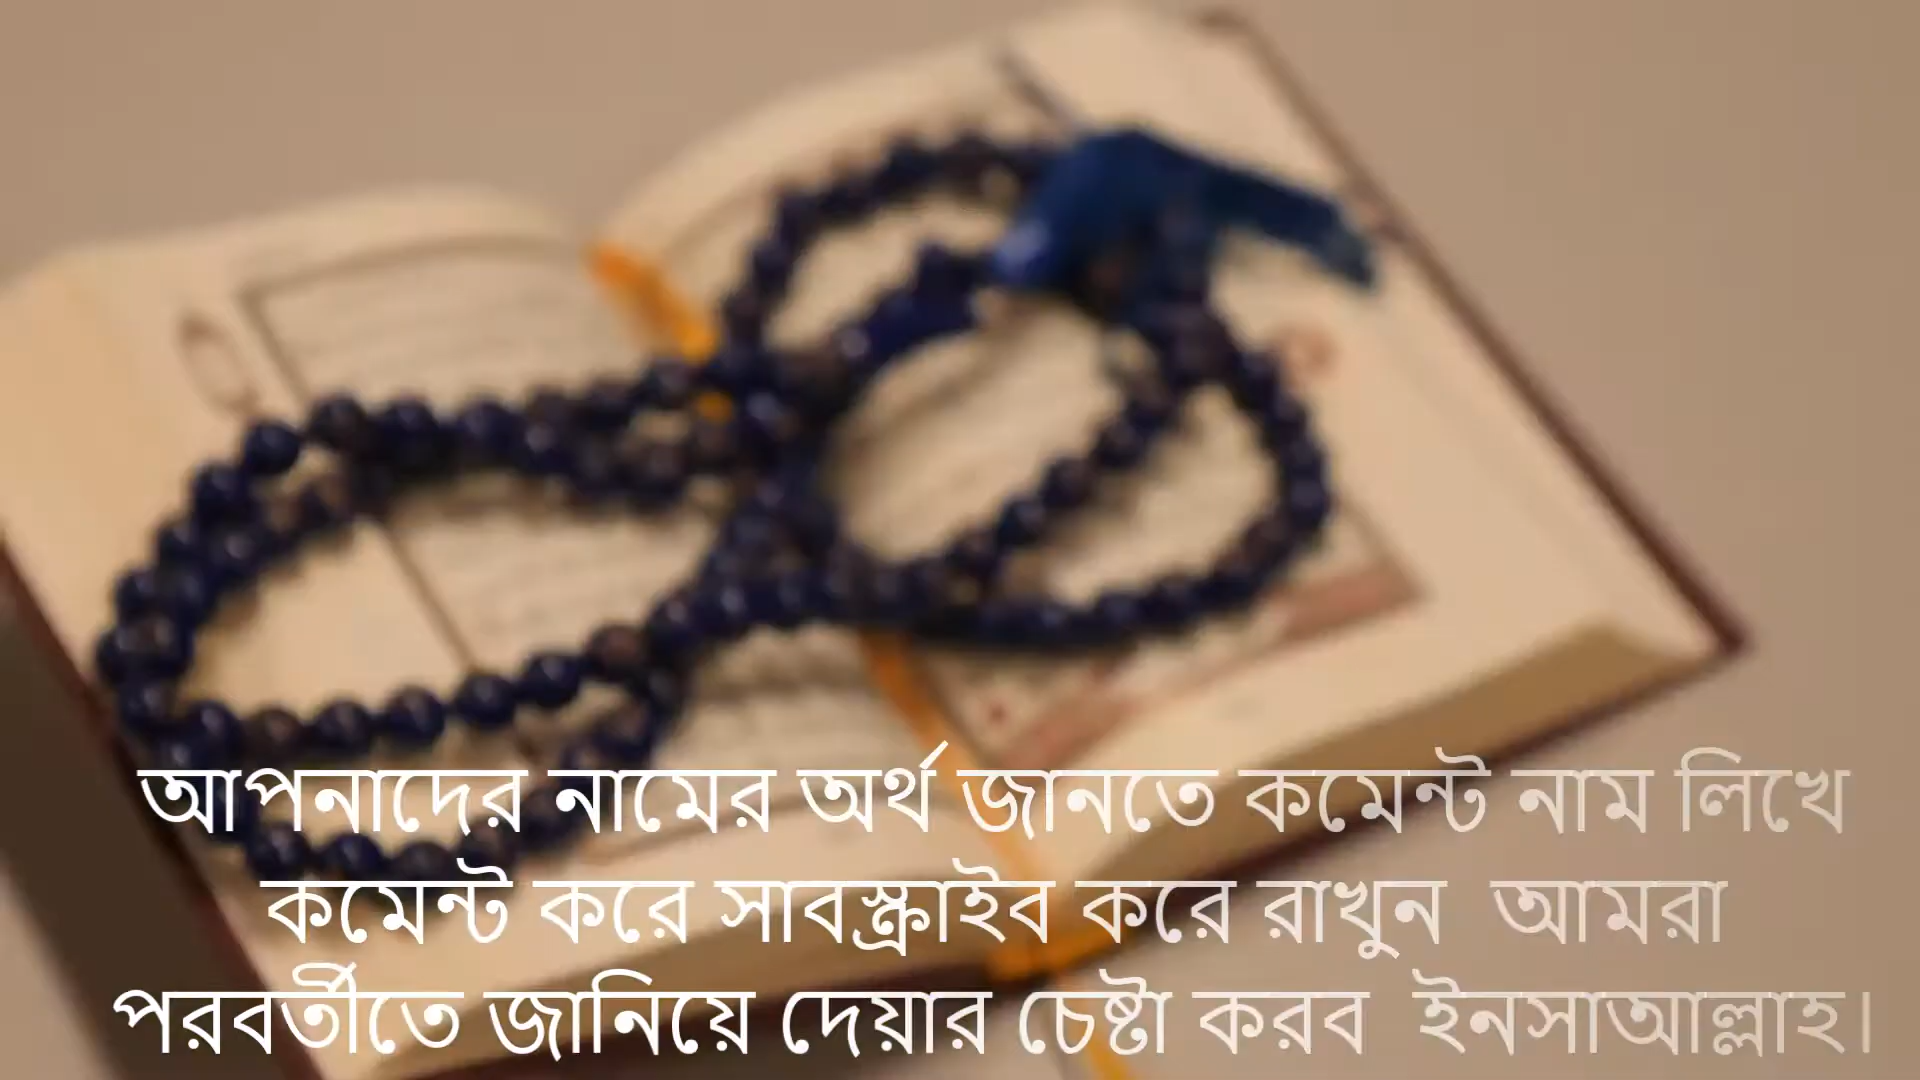 আপনাদের নামের অর্থ জানতে কমেন্ট নাম লিখে
কমেন্ট করে সাবস্ক্রাইব করে রাখুন আমরা
পরবর্তীতে জানিয়ে দেয়ার চেষ্টা করব ইনসাআল্লাহ।